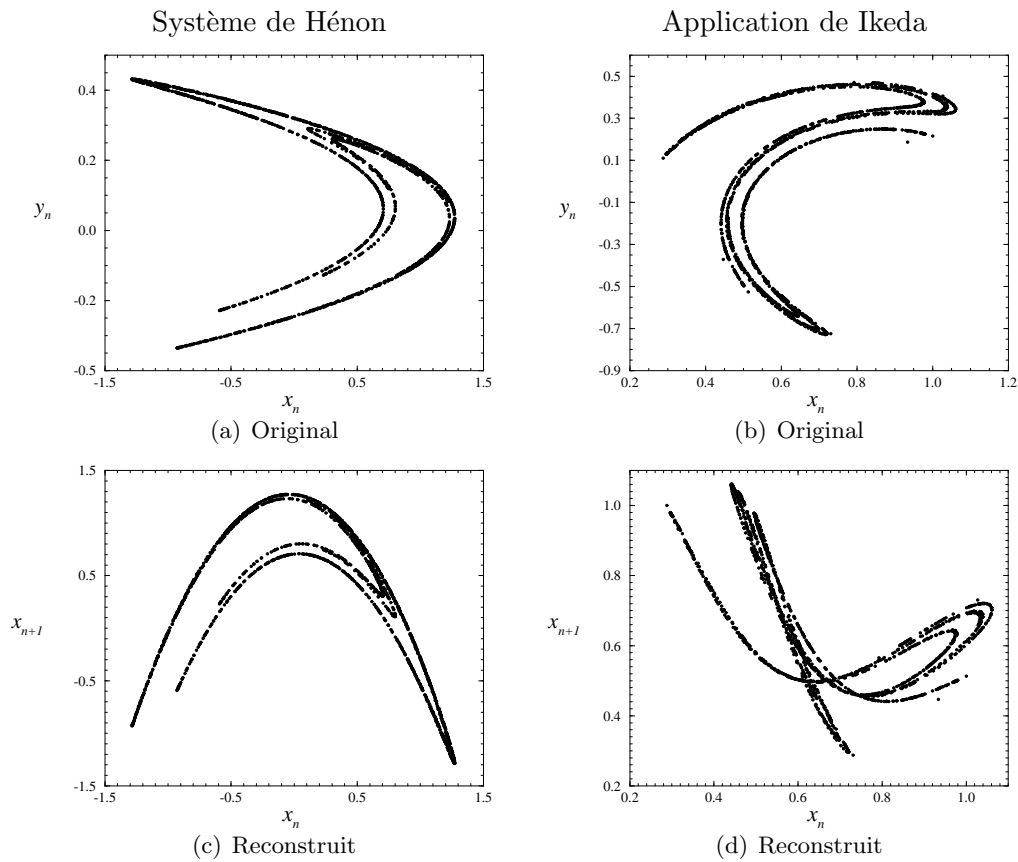 Système de Hénon
Application de Ikeda
0.4
0.2
0.0
-0.2
-0.5
y_n
-1.5 -0.5 0.5 1.5
x_n
(a) Original
0.5
0.3
0.1
-0.1
-0.3
-0.5
-0.7
-0.9
y_n
0.2 0.4 0.6 0.8 1.0 1.2
x_n
(b) Original
1.5
0.5
-0.5
-1.5
x_{n+1}
-1.5 -0.5 0.5 1.5
x_n
(c) Reconstruit
1.0
0.8
0.6
0.4
0.2
x_{n+1}
0.2 0.4 0.6 0.8 1.0
x_n
(d) Reconstruit